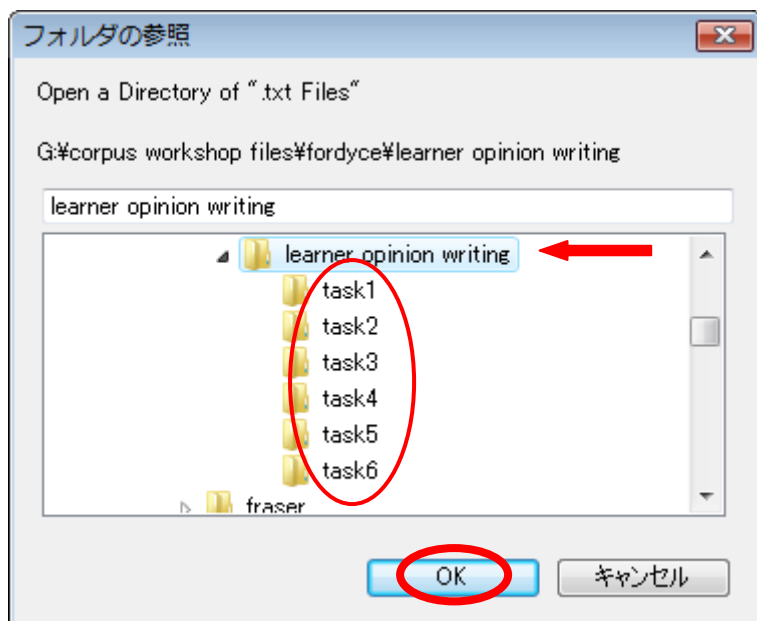 フォルダの参照
Open a Directory of ".txt Files"
G:¥corpus workshop files¥fordyce¥learner opinion writing
learner opinion writing
learner opinion writing
task1
task2
task3
task4
task5
task6
fraser
OK
キャンセル